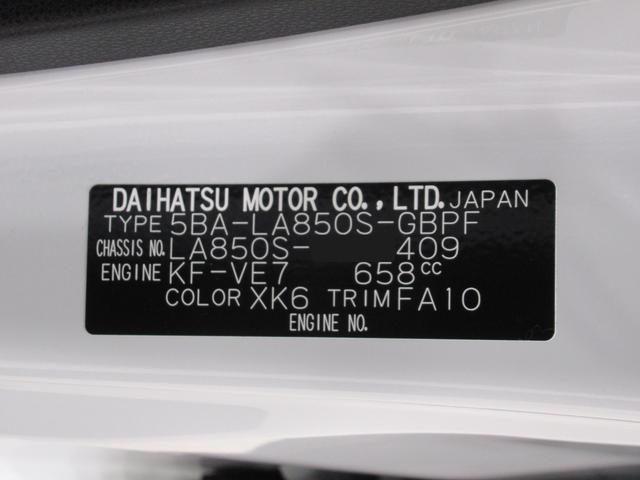 DAIHATSU MOTOR CO.,LTD. JAPAN
TYPE 5BA-LA850S-GBPF
CHASSIS NO. LA850S- 409
ENGINE KF-VE7 658cc
COLOR XK6 TRIM FA10
ENGINE NO.